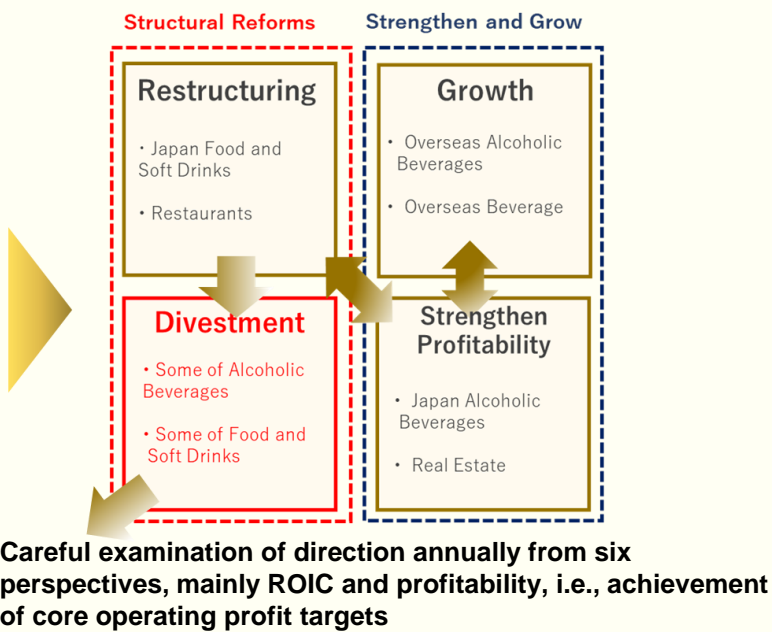 Structural Reforms
Strengthen and Grow
Restructuring
・Japan Food and
Soft Drinks
・Restaurants
Growth
・ Overseas Alcoholic
Beverages
・ Overseas Beverage
Divestment
・Some of Alcoholic
Beverages
・Some of Food and
Soft Drinks
Strengthen
Profitability
・ Japan Alcoholic
Beverages
・ Real Estate
Careful examination of direction annually from six
perspectives, mainly ROIC and profitability, i.e., achievement
of core operating profit targets